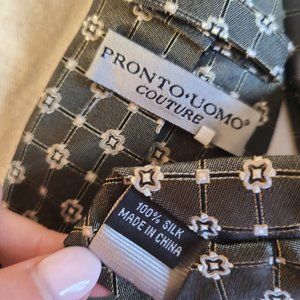 PRONTO·UOMO
COUTURE
100% SILK
MADE IN CHINA